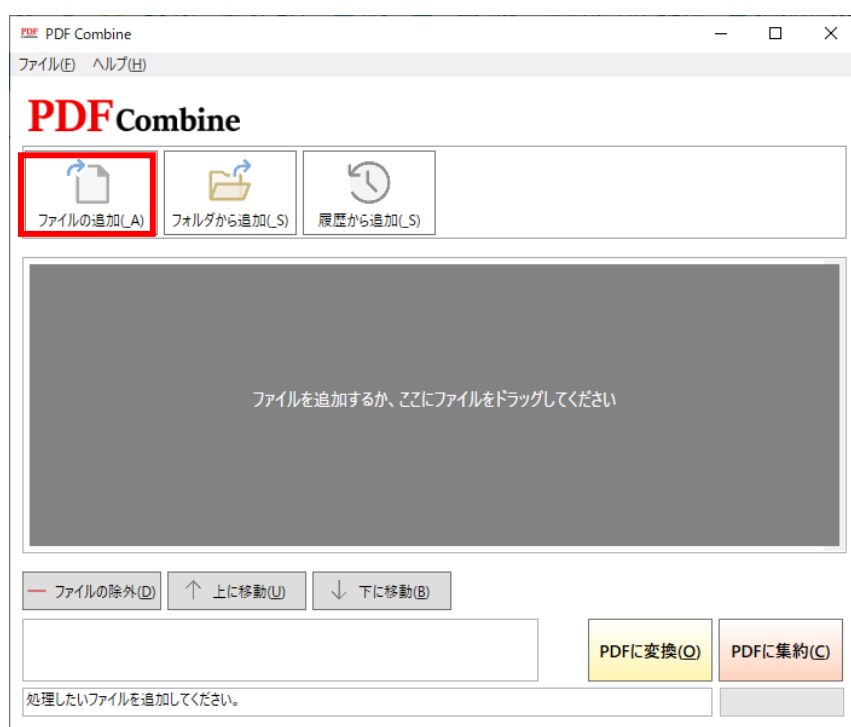 PDF PDF Combine
ファイル(F) ヘルプ(H)
PDF Combine
ファイルの追加(_A) フォルダから追加(_S) 履歴から追加(_S)
ファイルを追加するか、ここにファイルをドラッグしてください
ファイルの除外(D) 上に移動(U) 下に移動(B)
PDFに変換(O) PDFに集約(C)
処理したいファイルを追加してください。